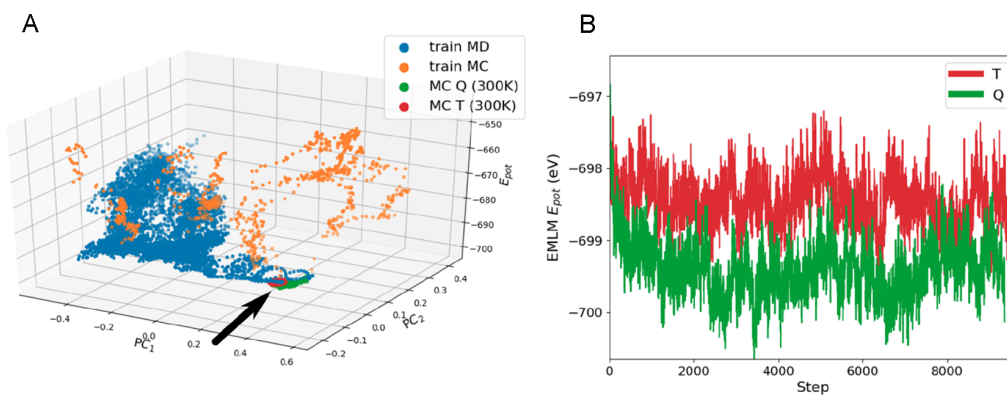 A
train MD
train MC
MC Q (300K)
MC T (300K)
−650
−660
−670
−680
−690
−700
E_pot
−0.4
−0.2
0.0
0.2
0.4
0.6
PC_1
−0.2
−0.1
0.0
0.1
0.2
0.3
0.4
PC_2
B
T
Q
−697
−698
−699
−700
EMLM E_pot (eV)
0
2000
4000
6000
8000
Step